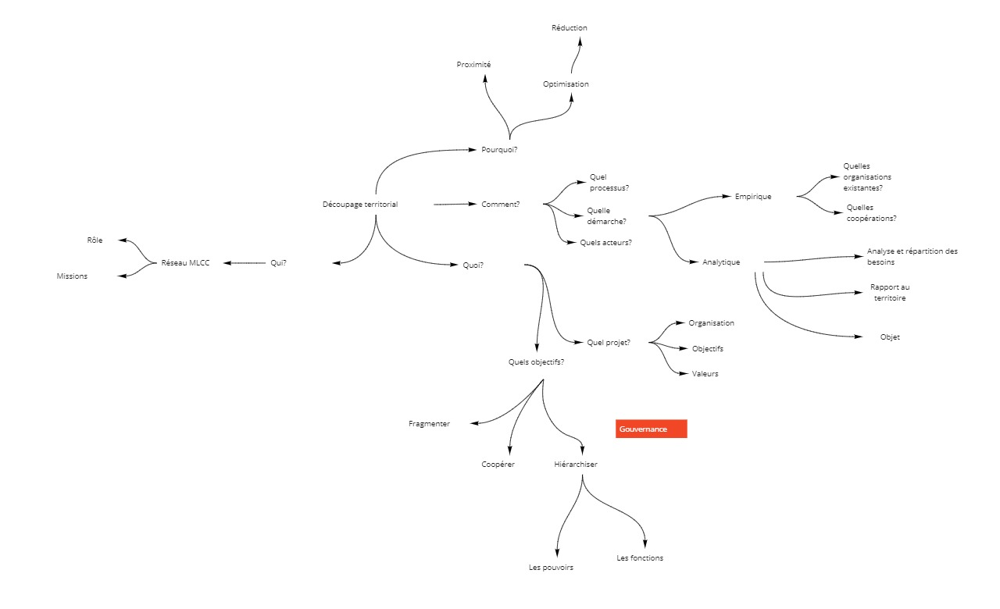 Réduction
Proximité
Optimisation
Pourquoi?
Découpage territorial
Comment?
Quel
processus?
Quelle
démarche?
Quels acteurs?
Empirique
Quelles
organisations
existantes?
Quelles
coopérations?
Analytique
Analyse et répartition des
besoins
Rapport au
territoire
Objet
Rôle
Missions
Réseau MLCC
Qui?
Quoi?
Quel projet?
Organisation
Objectifs
Valeurs
Quels objectifs?
Fragmenter
Coopérer
Hiérarchiser
Gouvernance
Les pouvoirs
Les fonctions